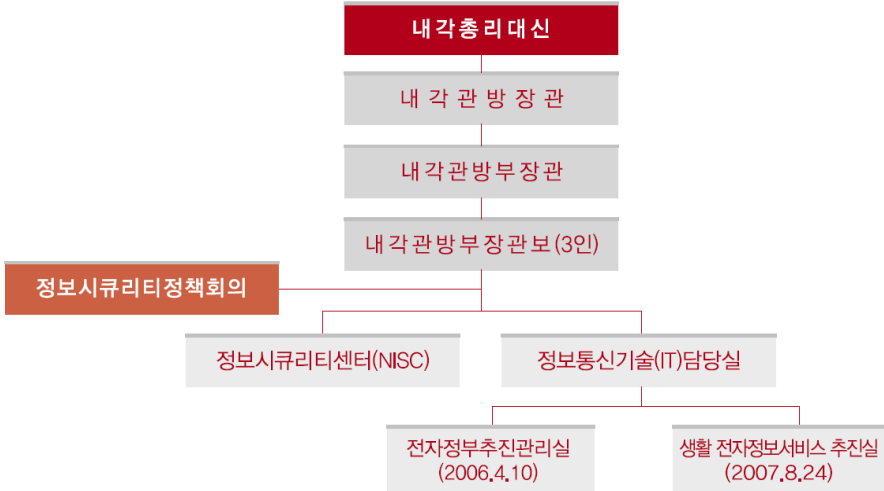 내각총리대신
내각관방장관
내각관방부장관
내각관방부장관보(3인)
정보시큐리티정책회의
정보시큐리티센터(NISC)
정보통신기술(IT)담당실
전자정부추진관리실
(2006.4.10)
생활 전자정보서비스 추진실
(2007.8.24)